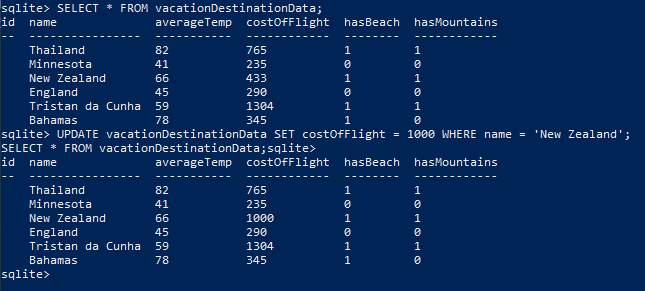 sqlite> SELECT * FROM vacationDestinationData;
id  name              averageTemp  costOfFlight  hasBeach  hasMountains
--  ----------------  -----------  ------------  --------  ------------
    Thailand          82           765           1         1
    Minnesota         41           235           0         0
    New Zealand       66           433           1         1
    England           45           290           0         0
    Tristan da Cunha  59           1304          1         1
    Bahamas           78           345           1         0
sqlite> UPDATE vacationDestinationData SET costOfFlight = 1000 WHERE name = 'New Zealand';
SELECT * FROM vacationDestinationData;sqlite>
id  name              averageTemp  costOfFlight  hasBeach  hasMountains
--  ----------------  -----------  ------------  --------  ------------
    Thailand          82           765           1         1
    Minnesota         41           235           0         0
    New Zealand       66           1000          1         1
    England           45           290           0         0
    Tristan da Cunha  59           1304          1         1
    Bahamas           78           345           1         0
sqlite>